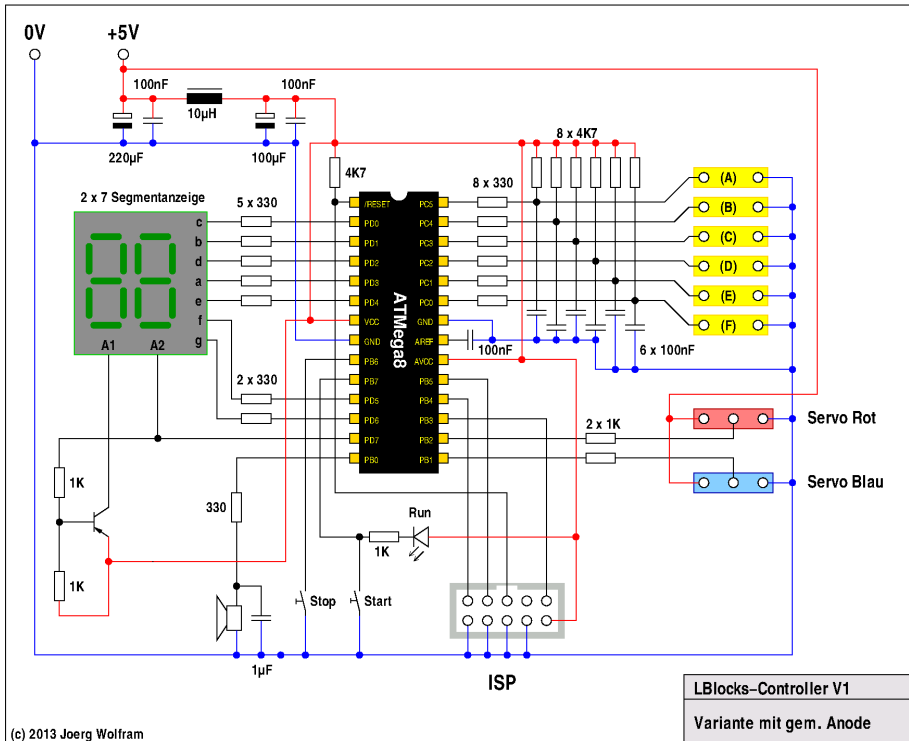 0V
+5V
100nF
100nF
10µH
220µF
100µF
8 x 4K7
4K7
2 x 7 Segmentanzeige
5 x 330
8 x 330
c
b
d
a
e
f
g
A1
A2
/RESET
PD0
PD1
PD2
PD3
PD4
VCC
GND
PB6
PB7
PD5
PD6
PD7
PB0
ATMega8
PC5
PC4
PC3
PC2
PC1
PC0
GND
AREF
AVCC
PB5
PB4
PB3
PB2
PB1
(A)
(B)
(C)
(D)
(E)
(F)
100nF
6 x 100nF
2 x 330
2 x 1K
Servo Rot
Servo Blau
1K
1K
330
Run
1K
Stop
Start
1µF
ISP
LBlocks-Controller V1
Variante mit gem. Anode
(c) 2013 Joerg Wolfram